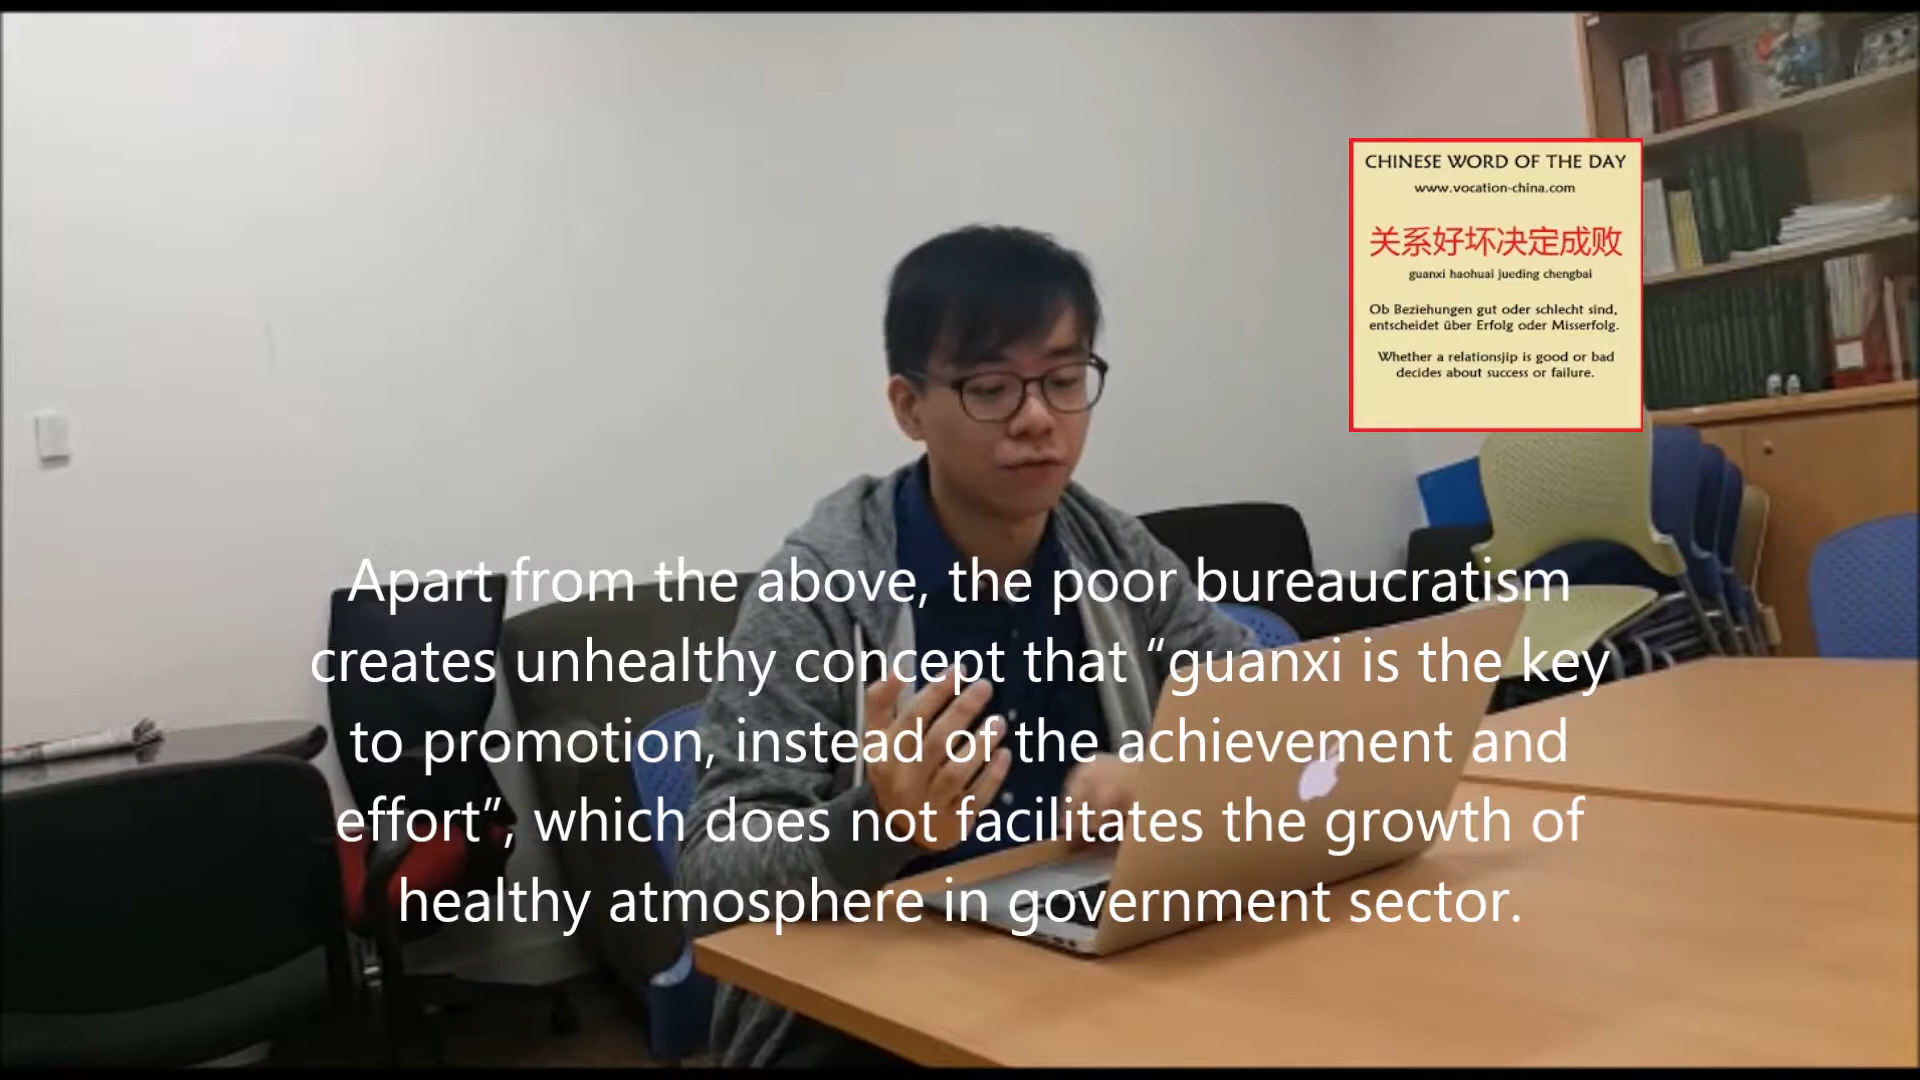 CHINESE WORD OF THE DAY
www.vocation-china.com
关系好坏决定成败
guanxi haohuai jueding chengbai
Ob Beziehungen gut oder schlecht sind,
entscheidet über Erfolg oder Misserfolg.
Whether a relationsjip is good or bad
decides about success or failure.
Apart from the above, the poor bureaucratism
creates unhealthy concept that “guanxi is the key
to promotion, instead of the achievement and
effort”, which does not facilitates the growth of
healthy atmosphere in government sector.